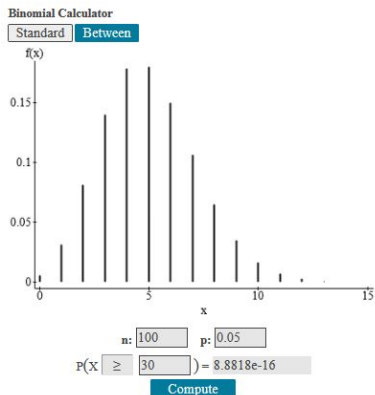 Binomial Calculator
Standard Between
f(x)
0.15
0.1
0.05
0
0 5 10 15
x
n: 100 p: 0.05
P(X ≥ 30 ) = 8.8818e-16
Compute